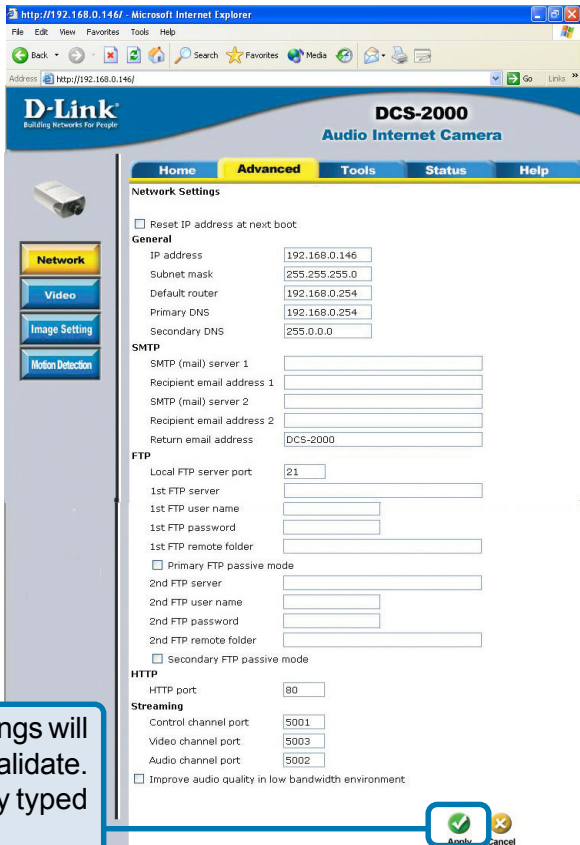 http://192.168.0.146/ - Microsoft Internet Explorer
File Edit View Favorites Tools Help
Back Search Favorites Media
Address http://192.168.0.146/ Go Links »
D-Link
Building Networks For People
DCS-2000
Audio Internet Camera
Home Advanced Tools Status Help
Network
Video
Image Setting
Motion Detection
Network Settings
Reset IP address at next boot
General
IP address 192.168.0.146
Subnet mask 255.255.255.0
Default router 192.168.0.254
Primary DNS 192.168.0.254
Secondary DNS 255.0.0.0
SMTP
SMTP (mail) server 1
Recipient email address 1
SMTP (mail) server 2
Recipient email address 2
Return email address DCS-2000
FTP
Local FTP server port 21
1st FTP server
1st FTP user name
1st FTP password
1st FTP remote folder
Primary FTP passive mode
2nd FTP server
2nd FTP user name
2nd FTP password
2nd FTP remote folder
Secondary FTP passive mode
HTTP
HTTP port 80
Streaming
Control channel port 5001
Video channel port 5003
Audio channel port 5002
Improve audio quality in low bandwidth environment
ngs will
alidate.
y typed
Apply Cancel